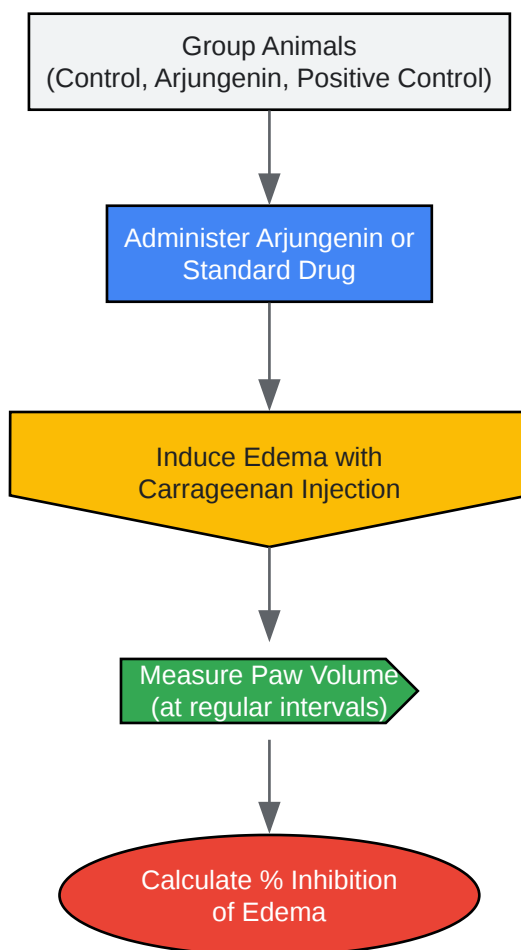 Group Animals
(Control, Arjungenin, Positive Control)
Administer Arjungenin or
Standard Drug
Induce Edema with
Carrageenan Injection
Measure Paw Volume
(at regular intervals)
Calculate % Inhibition
of Edema